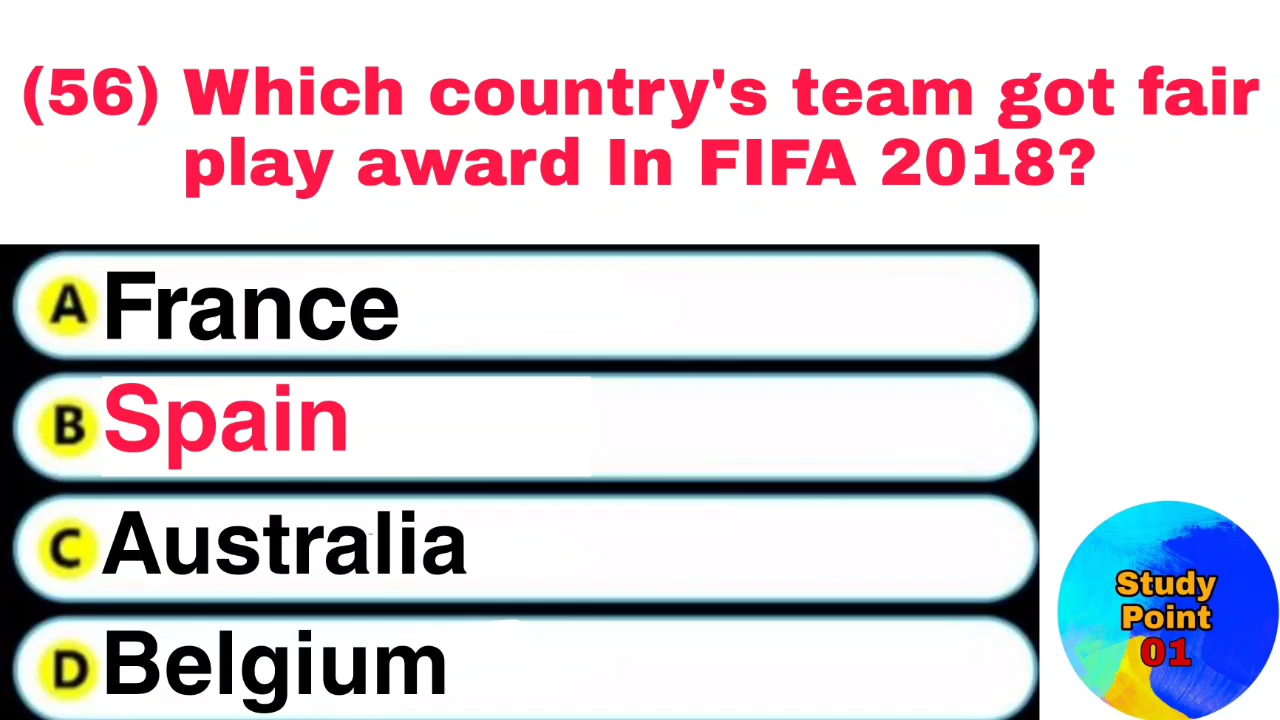 (56) Which country's team got fair
play award In FIFA 2018?
A France
B Spain
C Australia
D Belgium
Study
Point
01